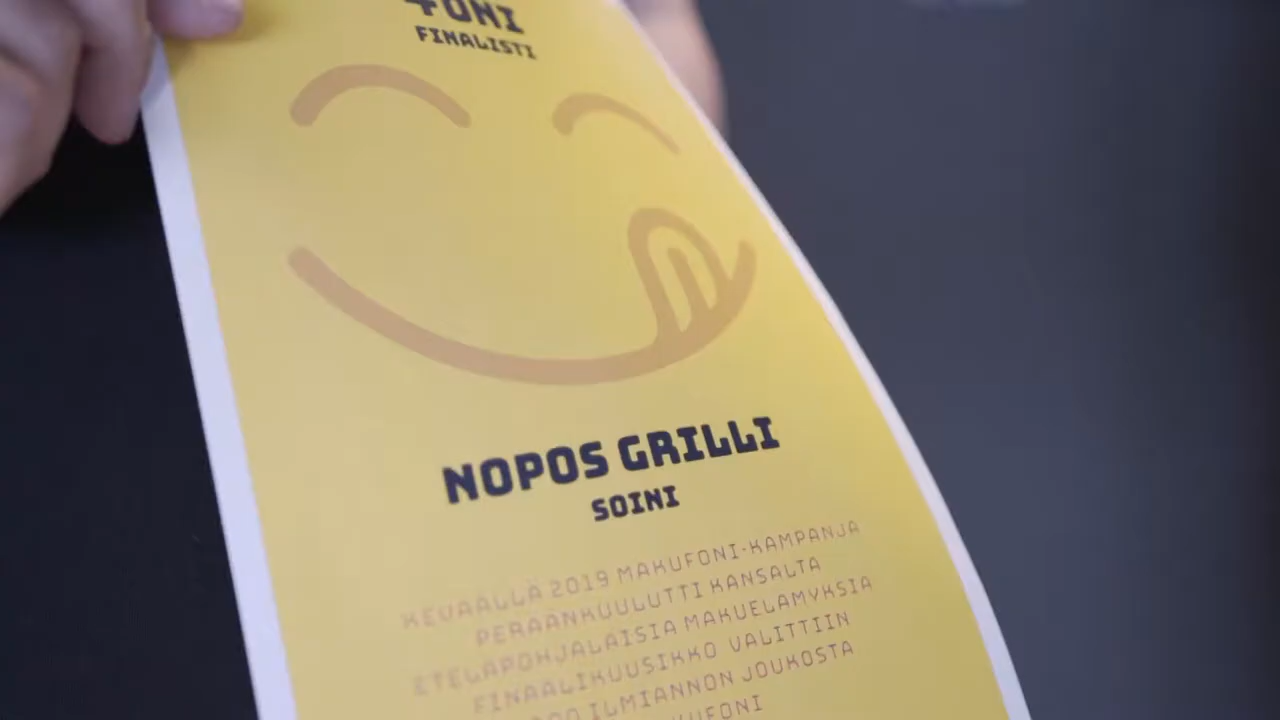 FINALISTI
NOPOS GRILLI
SOINI
KEVÄÄLLÄ 2019 MAKUFONI-KAMPANJA
PERÄÄNKUULUTTI KANSALTA
ETELÄPOHJALAISIA MAKUELÄMYKSIÄ
FINAALIKUUSIKKO VALITTIIN
ILMIANNON JOUKOSTA